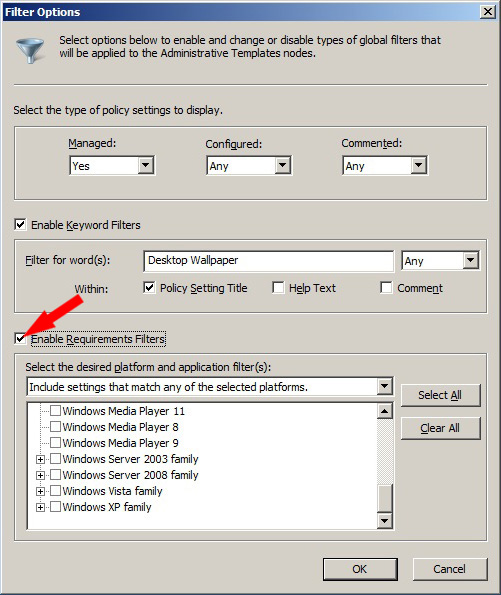 Filter Options
Select options below to enable and change or disable types of global filters that
will be applied to the Administrative Templates nodes.
Select the type of policy settings to display.
Managed: Configured: Commented:
Yes Any Any
Enable Keyword Filters
Filter for word(s): Desktop Wallpaper Any
Within: Policy Setting Title Help Text Comment
Enable Requirements Filters
Select the desired platform and application filter(s):
Include settings that match any of the selected platforms. Select All
Windows Media Player 11
Windows Media Player 8 Clear All
Windows Media Player 9
Windows Server 2003 family
Windows Server 2008 family
Windows Vista family
Windows XP family
OK Cancel